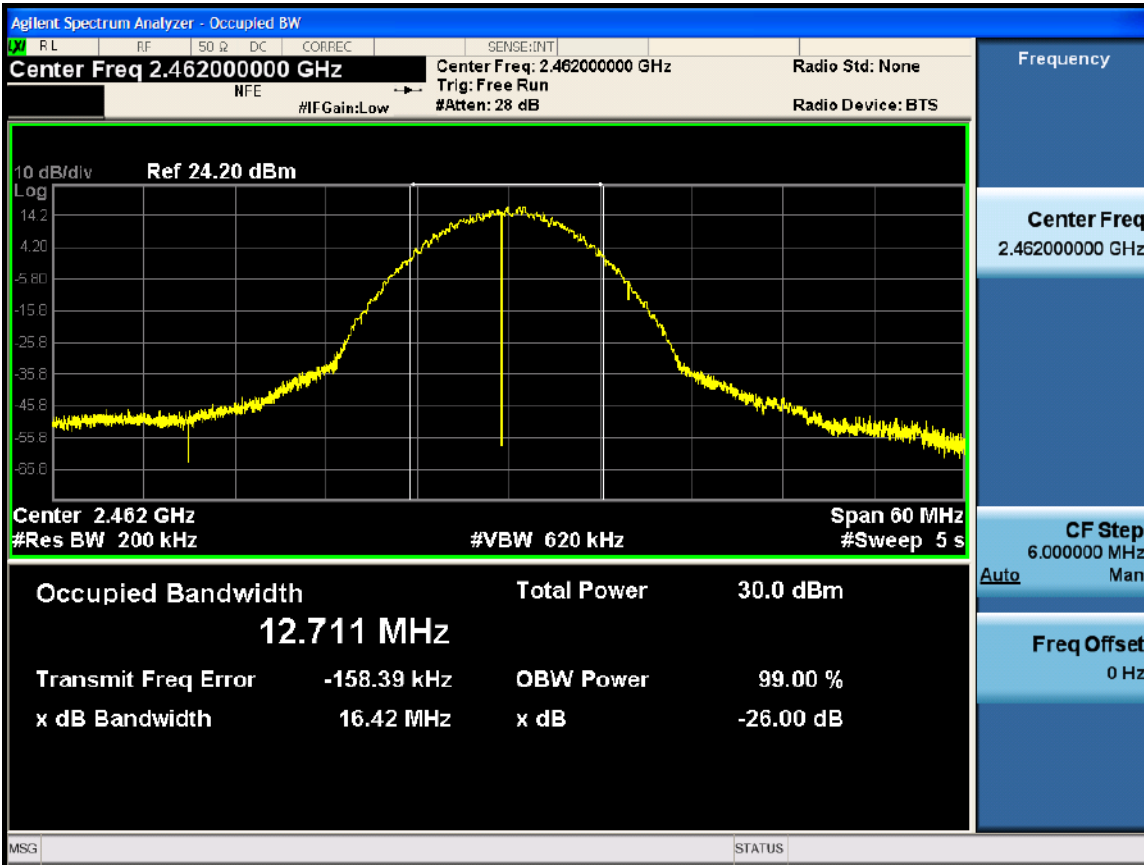 Agilent Spectrum Analyzer - Occupied BW
LXI RL RF 50 Ω DC CORREC SENSE:INT
Center Freq 2.462000000 GHz
NFE
#IFGain:Low
Center Freq: 2.462000000 GHz
Trig: Free Run
#Atten: 28 dB
Radio Std: None
Radio Device: BTS
10 dB/div Ref 24.20 dBm
Log
14.2
4.20
-5.80
-15.8
-25.8
-35.8
-45.8
-55.8
-65.8
Center 2.462 GHz Span 60 MHz
#Res BW 200 kHz #VBW 620 kHz #Sweep 5 s
Occupied Bandwidth Total Power 30.0 dBm
12.711 MHz
Transmit Freq Error -158.39 kHz OBW Power 99.00 %
x dB Bandwidth 16.42 MHz x dB -26.00 dB
MSG STATUS
Frequency
Center Freq
2.462000000 GHz
CF Step
6.000000 MHz
Auto Man
Freq Offset
0 Hz